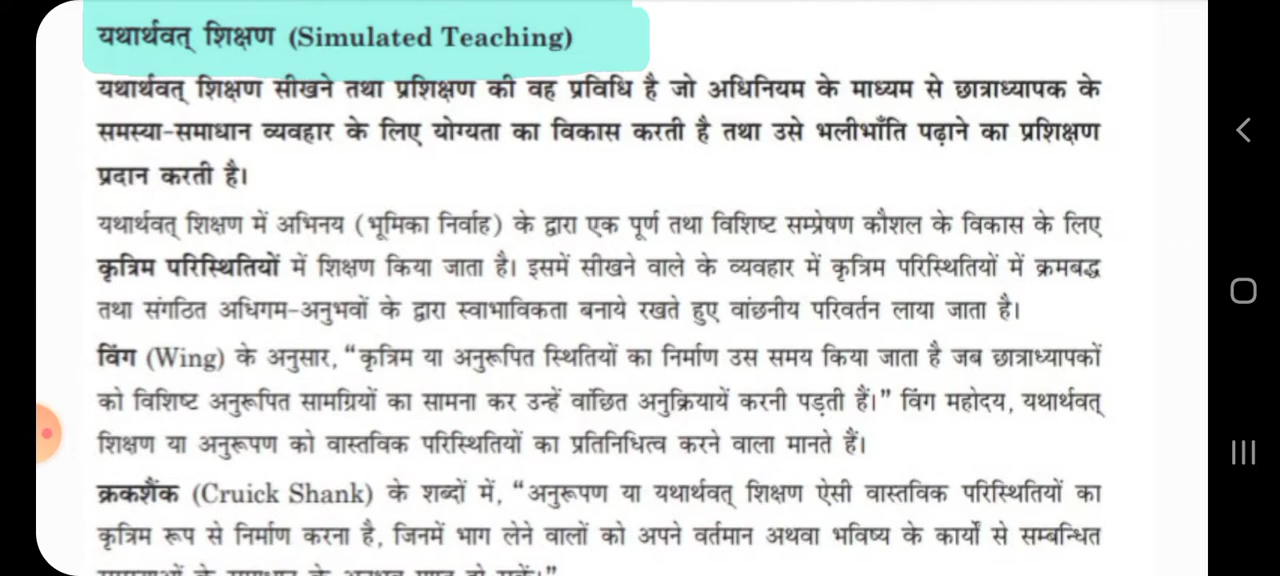 यथार्थवत् शिक्षण (Simulated Teaching)
यथार्थवत् शिक्षण सीखने तथा प्रशिक्षण की वह प्रविधि है जो अधिनियम के माध्यम से छात्राध्यापक के
समस्या-समाधान व्यवहार के लिए योग्यता का विकास करती है तथा उसे भलीभाँति पढ़ाने का प्रशिक्षण
प्रदान करती है।
यथार्थवत् शिक्षण में अभिनय (भूमिका निर्वाह) के द्वारा एक पूर्ण तथा विशिष्ट सम्प्रेषण कौशल के विकास के लिए
कृत्रिम परिस्थितियों में शिक्षण किया जाता है। इसमें सीखने वाले के व्यवहार में कृत्रिम परिस्थितियों में क्रमबद्ध
तथा संगठित अधिगम-अनुभवों के द्वारा स्वाभाविकता बनाये रखते हुए वांछनीय परिवर्तन लाया जाता है।
विंग (Wing) के अनुसार, “कृत्रिम या अनुरूपित स्थितियों का निर्माण उस समय किया जाता है जब छात्राध्यापकों
को विशिष्ट अनुरूपित सामग्रियों का सामना कर उन्हें वांछित अनुक्रियायें करनी पड़ती हैं।” विंग महोदय, यथार्थवत्
शिक्षण या अनुरूपण को वास्तविक परिस्थितियों का प्रतिनिधित्व करने वाला मानते हैं।
क्रकशैंक (Cruick Shank) के शब्दों में, “अनुरूपण या यथार्थवत् शिक्षण ऐसी वास्तविक परिस्थितियों का
कृत्रिम रूप से निर्माण करना है, जिनमें भाग लेने वालों को अपने वर्तमान अथवा भविष्य के कार्यों से सम्बन्धित